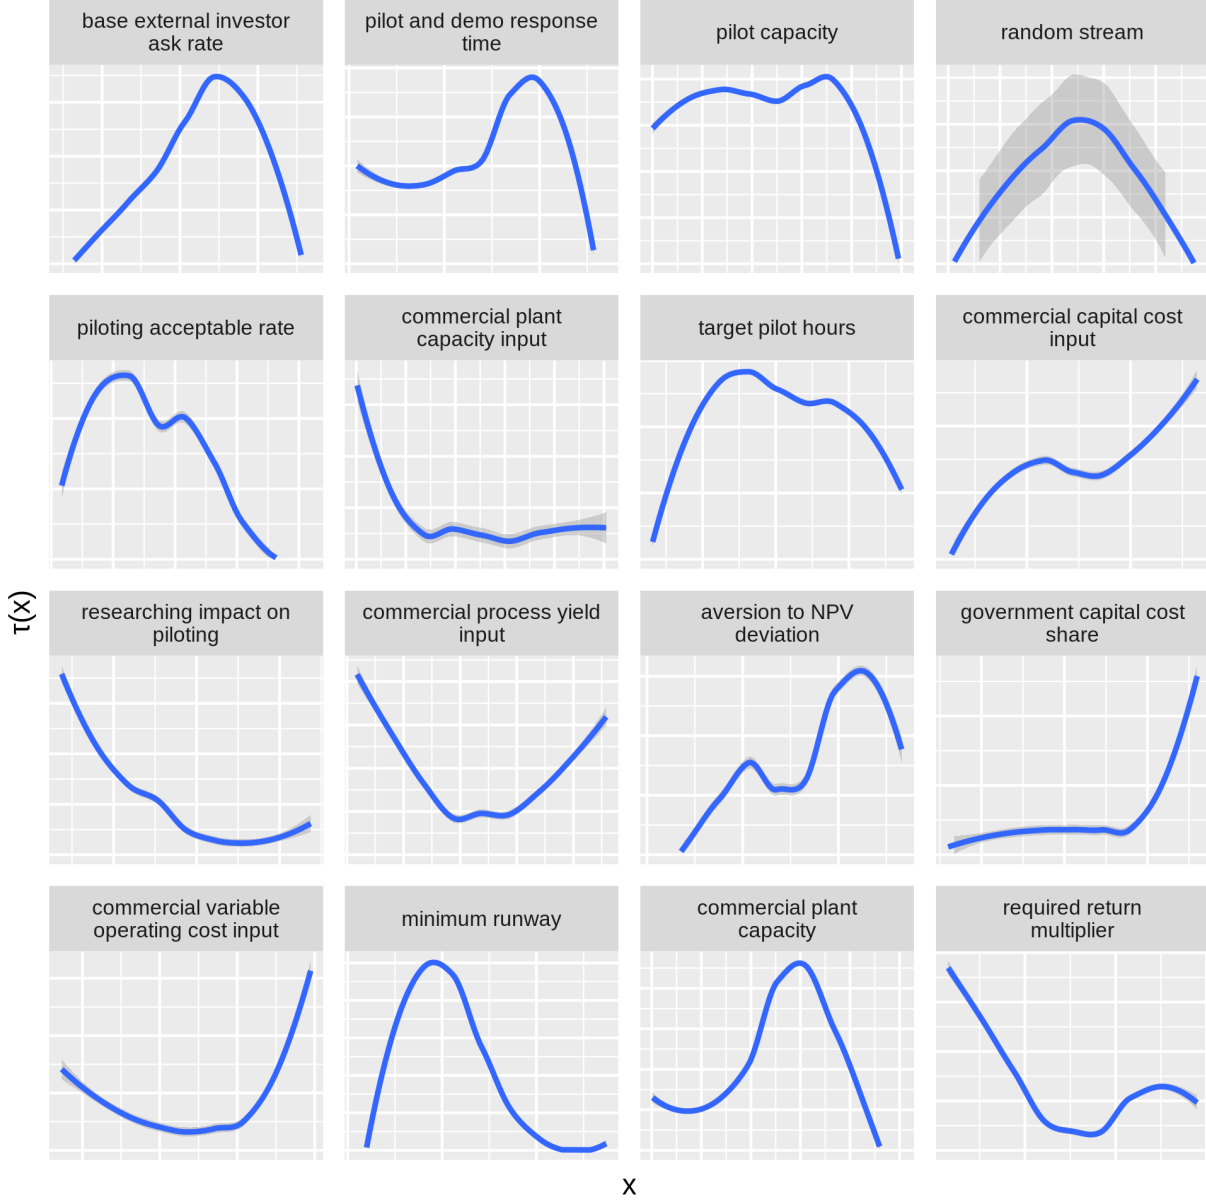 base external investor
ask rate
pilot and demo response
time
pilot capacity
random stream
piloting acceptable rate
commercial plant
capacity input
target pilot hours
commercial capital cost
input
researching impact on
piloting
commercial process yield
input
aversion to NPV
deviation
government capital cost
share
commercial variable
operating cost input
minimum runway
commercial plant
capacity
required return
multiplier
τ(x)
x